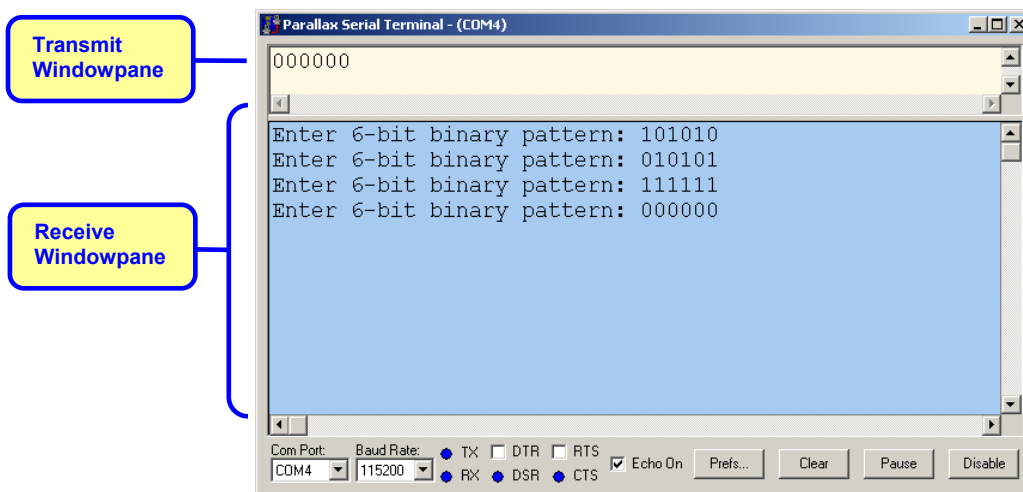 Transmit
Windowpane
Receive
Windowpane
Parallax Serial Terminal - (COM4)
000000
Enter 6-bit binary pattern: 101010
Enter 6-bit binary pattern: 010101
Enter 6-bit binary pattern: 111111
Enter 6-bit binary pattern: 000000
Com Port: Baud Rate: TX DTR RTS
COM4 115200 RX DSR CTS Echo On Prefs... Clear Pause Disable